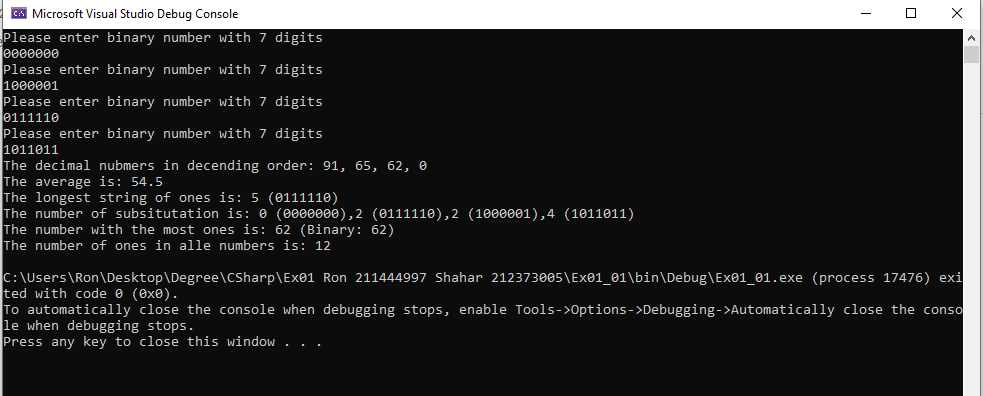 Microsoft Visual Studio Debug Console
Please enter binary number with 7 digits
0000000
Please enter binary number with 7 digits
1000001
Please enter binary number with 7 digits
0111110
Please enter binary number with 7 digits
1011011
The decimal nubmers in decending order: 91, 65, 62, 0
The average is: 54.5
The longest string of ones is: 5 (0111110)
The number of subsitutation is: 0 (0000000),2 (0111110),2 (1000001),4 (1011011)
The number with the most ones is: 62 (Binary: 62)
The number of ones in alle numbers is: 12
C:\Users\Ron\Desktop\Degree\CSharp\Ex01 Ron 211444997 Shahar 212373005\Ex01_01\bin\Debug\Ex01_01.exe (process 17476) exi
ted with code 0 (0x0).
To automatically close the console when debugging stops, enable Tools->Options->Debugging->Automatically close the conso
le when debugging stops.
Press any key to close this window . . .